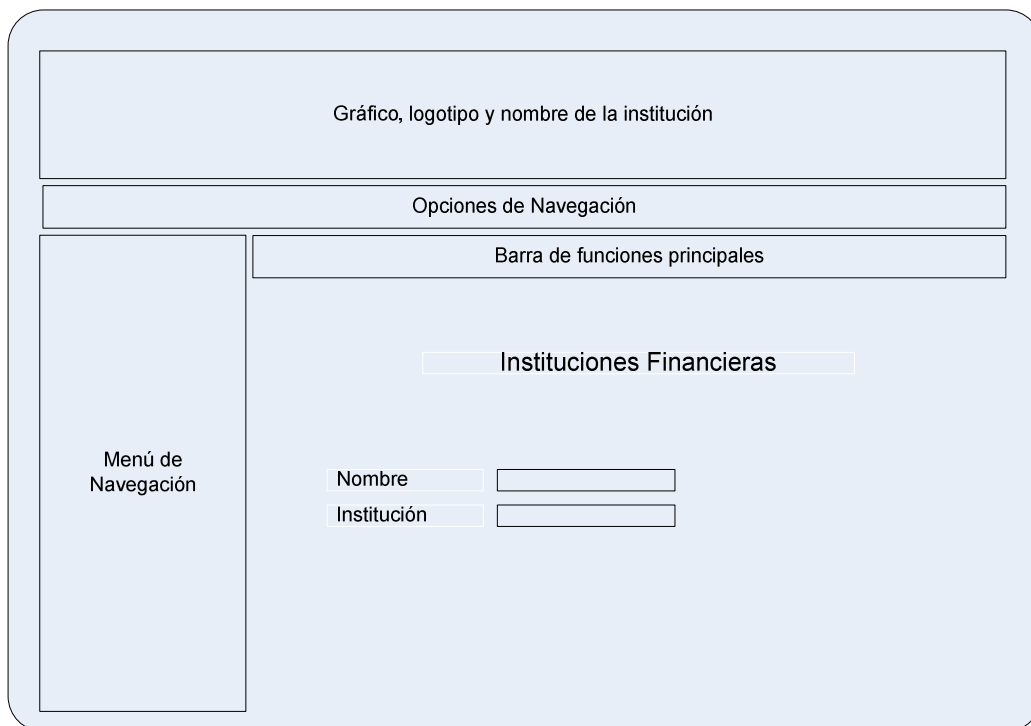 Gráfico, logotipo y nombre de la institución
Opciones de Navegación
Barra de funciones principales
Instituciones Financieras
Menú de
Navegación
Nombre
Institución